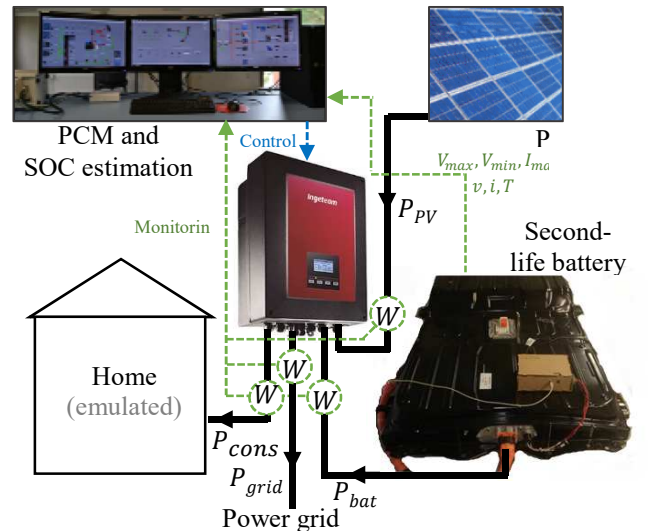 PCM and
SOC estimation
Control
P
V_max, V_min, I_ma
v, i, T
Ingeteam
P_PV
Monitorin
Second-
life battery
W
Home
(emulated)
W
W
W
P_cons
P_grid
P_bat
Power grid